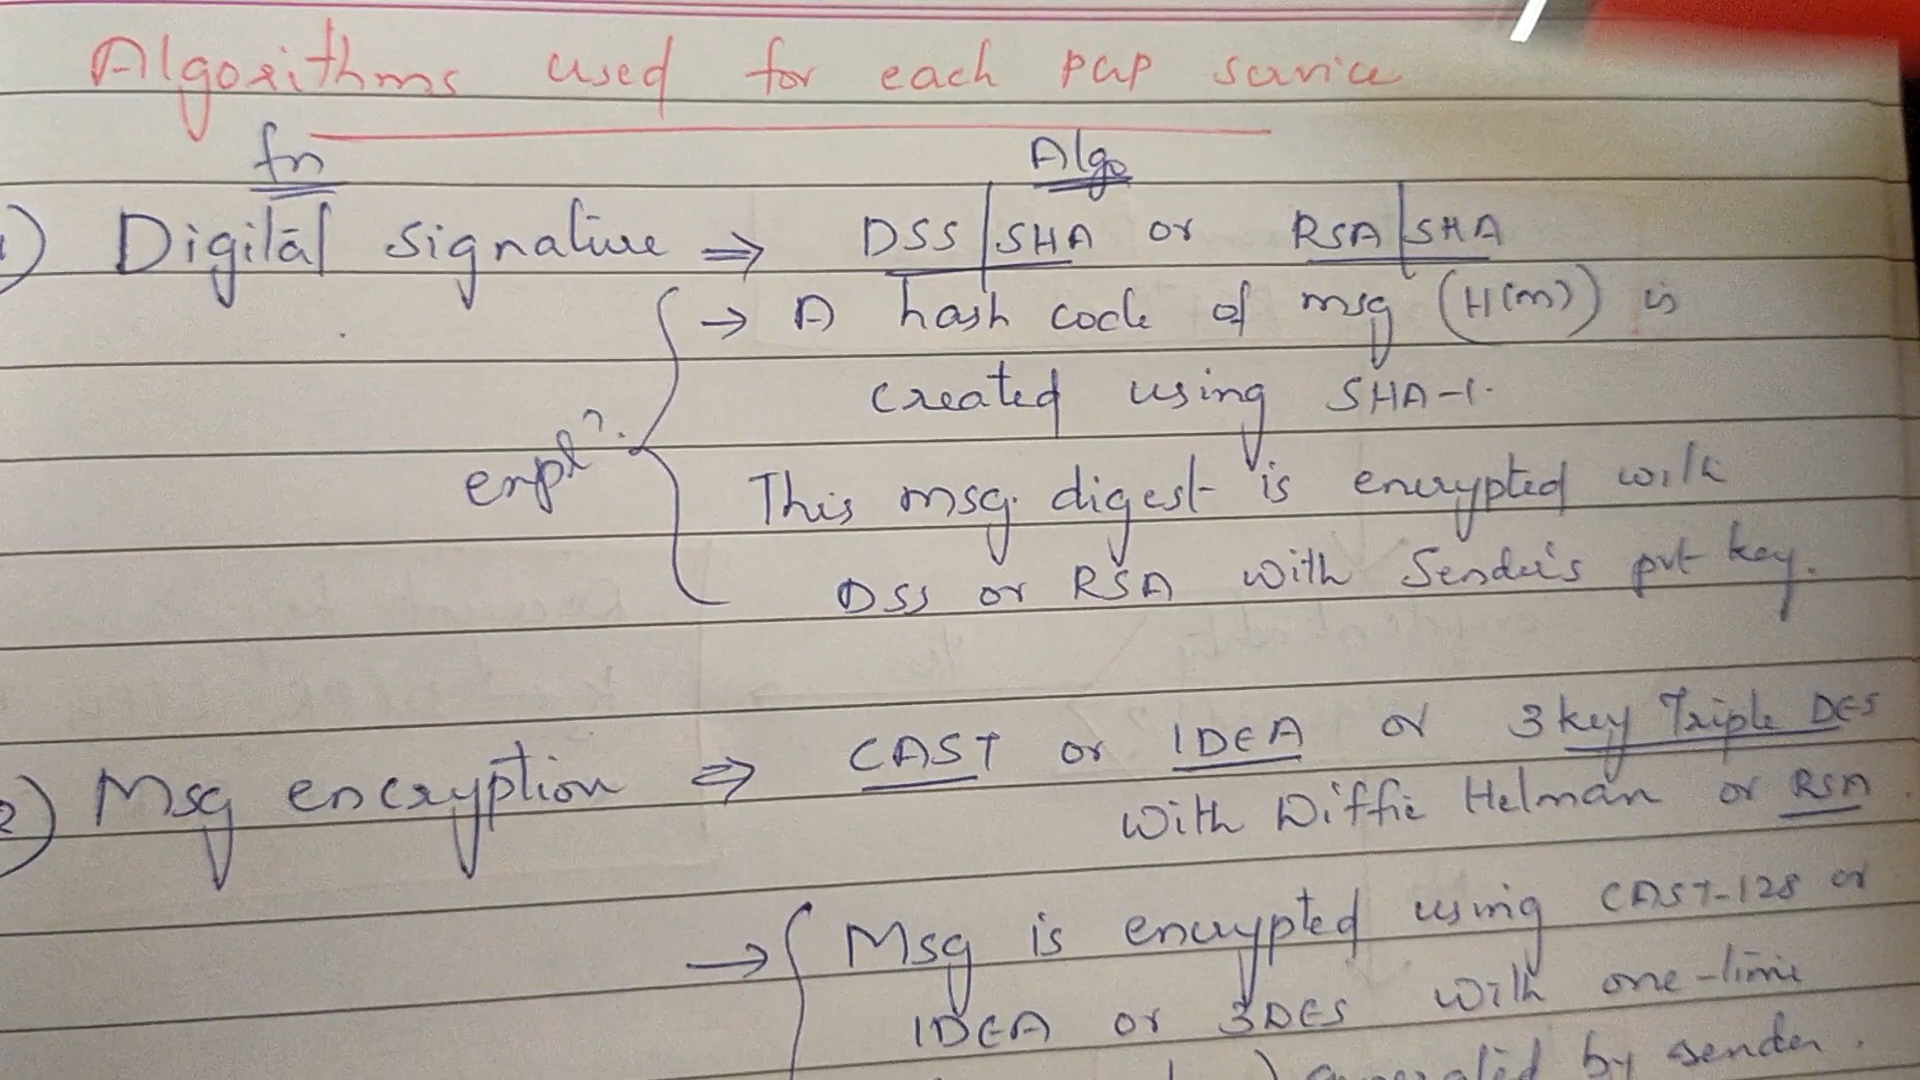 Algorithms used for each PGP service
fn Algo
1) Digital signature ⇒ DSS/SHA or RSA/SHA
→ A hash code of msg (H(m)) is
created using SHA-1.
expl?.
This msg. digest is encrypted with
DSS or RSA with Sender's pvt key.
2) Msg encryption ⇒ CAST or IDEA or 3 key Triple DES
with Diffie Helman or RSA.
→ Msg is encrypted using CAST-128 or
IDEA or 3DES with one-time
generated by sender.